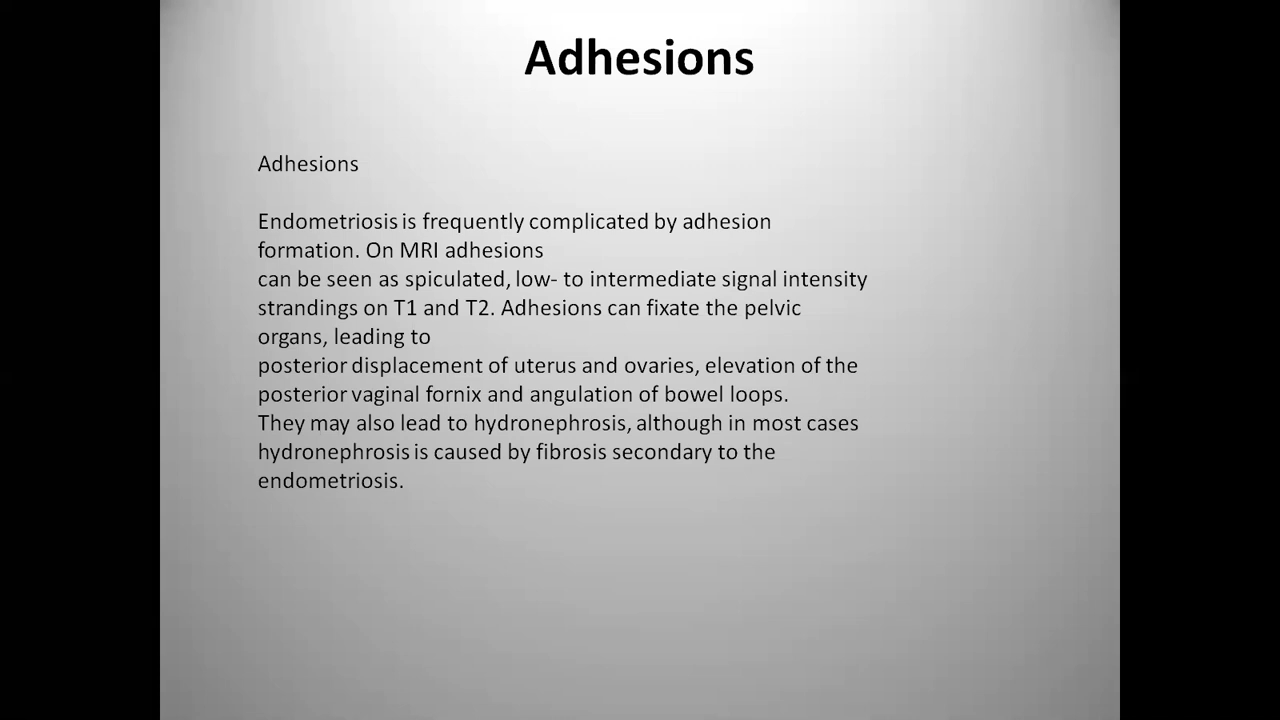 Adhesions
Adhesions
Endometriosis is frequently complicated by adhesion
formation. On MRI adhesions
can be seen as spiculated, low- to intermediate signal intensity
strandings on T1 and T2. Adhesions can fixate the pelvic
organs, leading to
posterior displacement of uterus and ovaries, elevation of the
posterior vaginal fornix and angulation of bowel loops.
They may also lead to hydronephrosis, although in most cases
hydronephrosis is caused by fibrosis secondary to the
endometriosis.